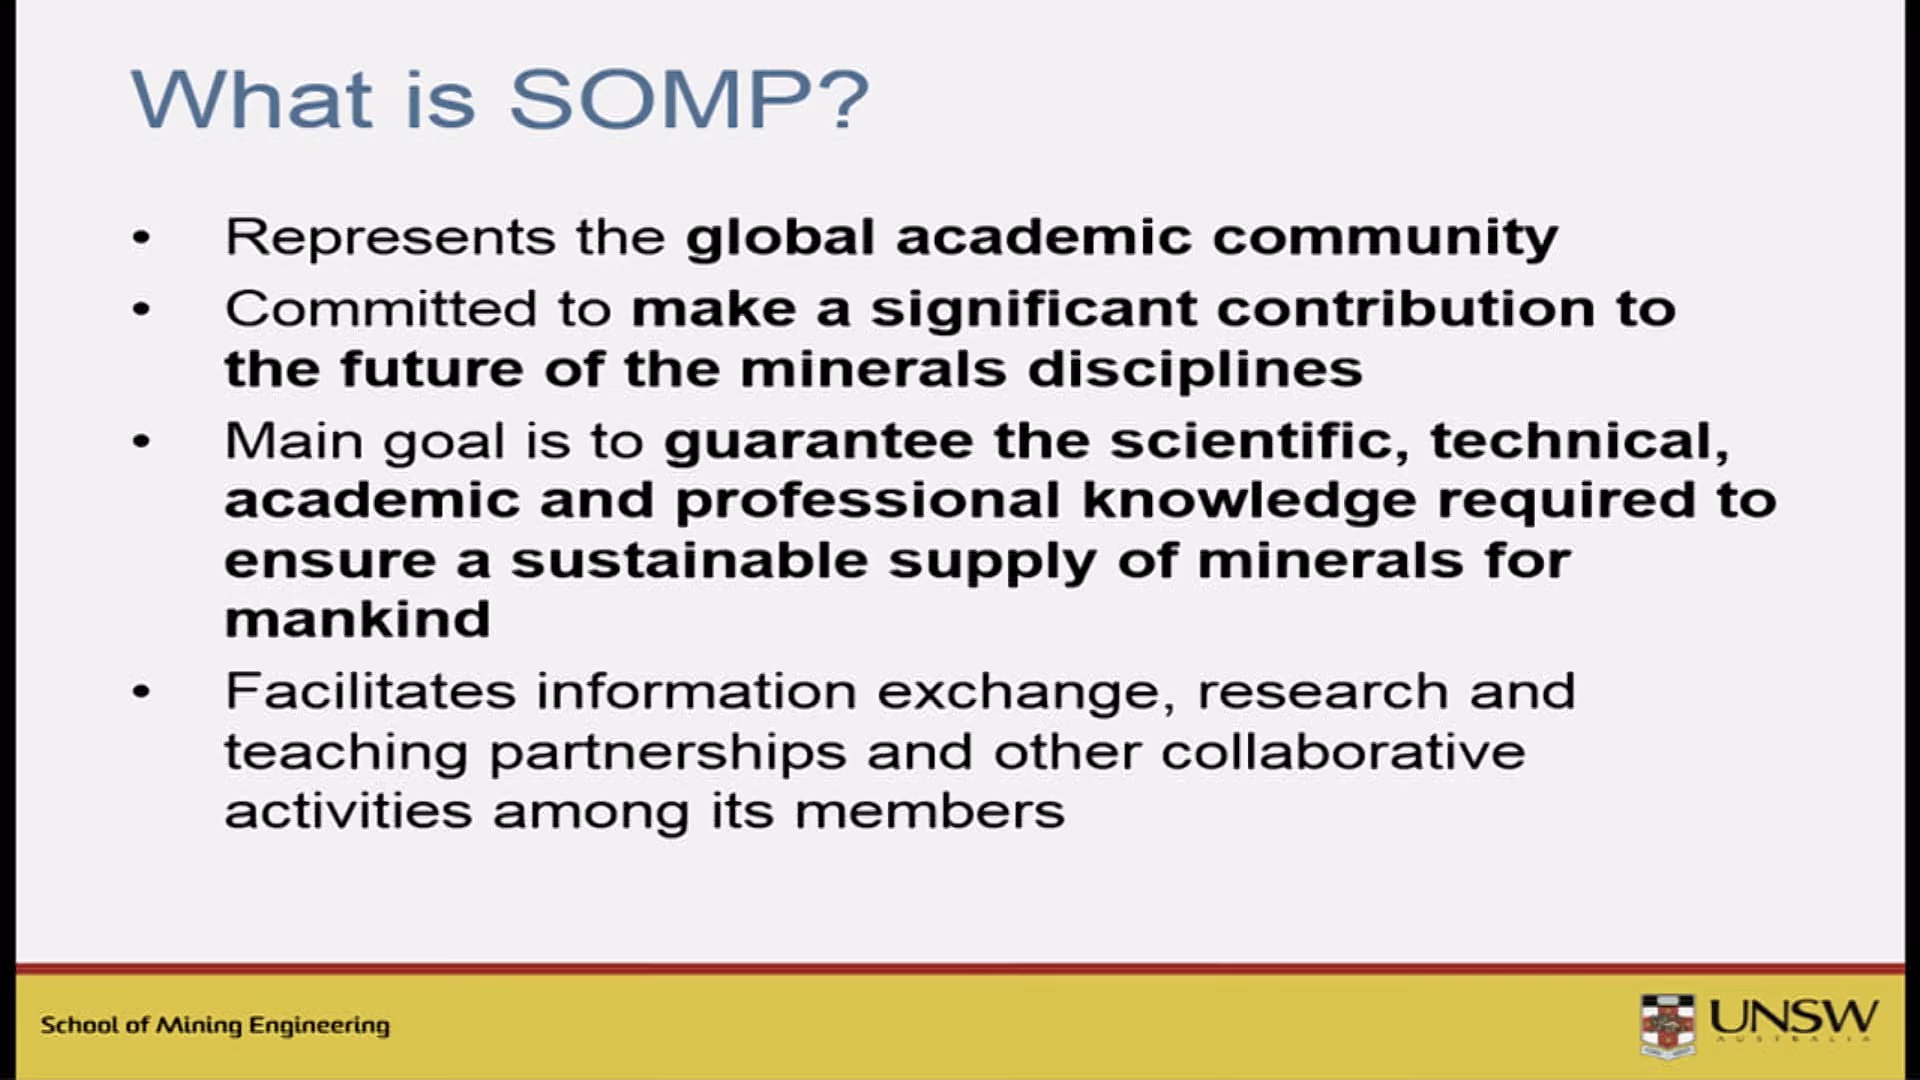 What is SOMP?
• Represents the global academic community
• Committed to make a significant contribution to
the future of the minerals disciplines
• Main goal is to guarantee the scientific, technical,
academic and professional knowledge required to
ensure a sustainable supply of minerals for
mankind
• Facilitates information exchange, research and
teaching partnerships and other collaborative
activities among its members
School of Mining Engineering
UNSW
AUSTRALIA